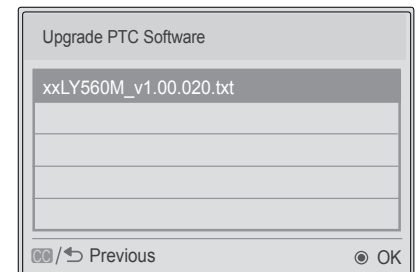 Upgrade PTC Software
xxLY560M_v1.00.020.txt
CC/⮌ Previous ◉ OK